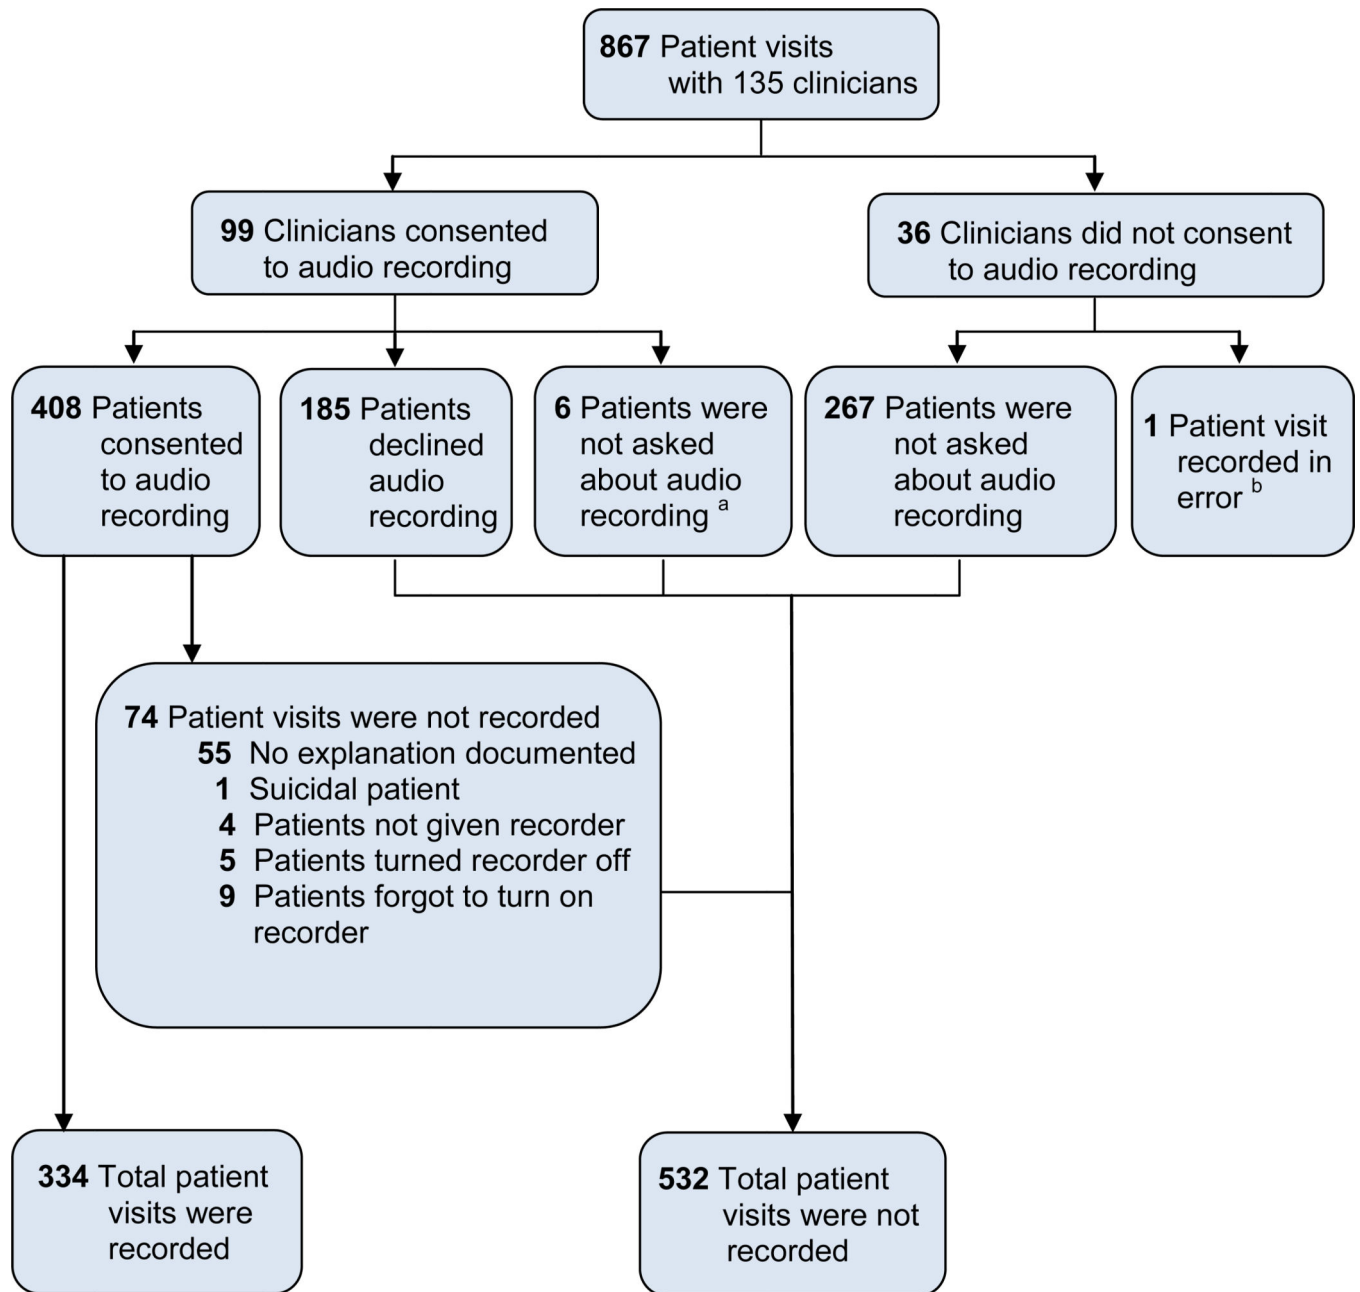 867 Patient visits
with 135 clinicians
99 Clinicians consented
to audio recording
36 Clinicians did not consent
to audio recording
408 Patients
consented
to audio
recording
185 Patients
declined
audio
recording
6 Patients were
not asked
about audio
recording a
267 Patients were
not asked
about audio
recording
1 Patient visit
recorded in
error b
74 Patient visits were not recorded
55 No explanation documented
1 Suicidal patient
4 Patients not given recorder
5 Patients turned recorder off
9 Patients forgot to turn on
recorder
334 Total patient
visits were
recorded
532 Total patient
visits were not
recorded